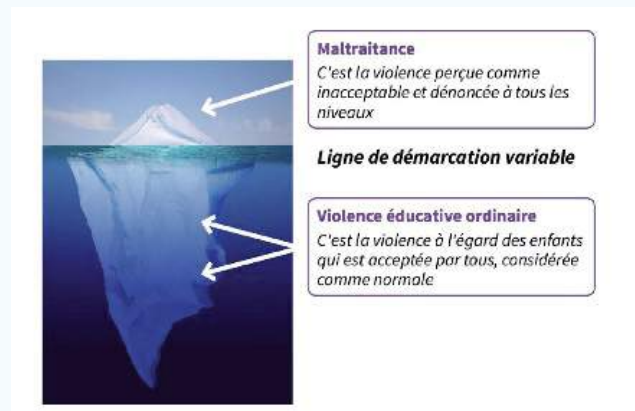 Maltraitance
C'est la violence perçue comme
inacceptable et dénoncée à tous les
niveaux
Ligne de démarcation variable
Violence éducative ordinaire
C'est la violence à l'égard des enfants
qui est acceptée par tous, considérée
comme normale